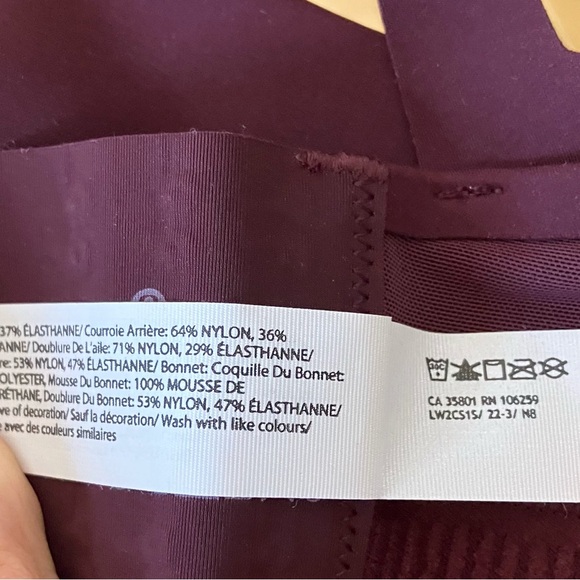 37% ÉLASTHANNE/ Courroie Arrière: 64% NYLON, 36%
ANNE/ Doublure De L'aile: 71% NYLON, 29% ÉLASTHANNE/
re: 53% NYLON, 47% ÉLASTHANNE/ Bonnet: Coquille Du Bonnet:
OLYESTER, Mousse Du Bonnet: 100% MOUSSE DE
RÉTHANE, Doublure Du Bonnet: 53% NYLON, 47% ÉLASTHANNE/
ve of decoration/ Sauf la décoration/ Wash with like colours/
avec des couleurs similaires
CA 35801 RN 106259
LW2CS1S/ 22-3/ N8